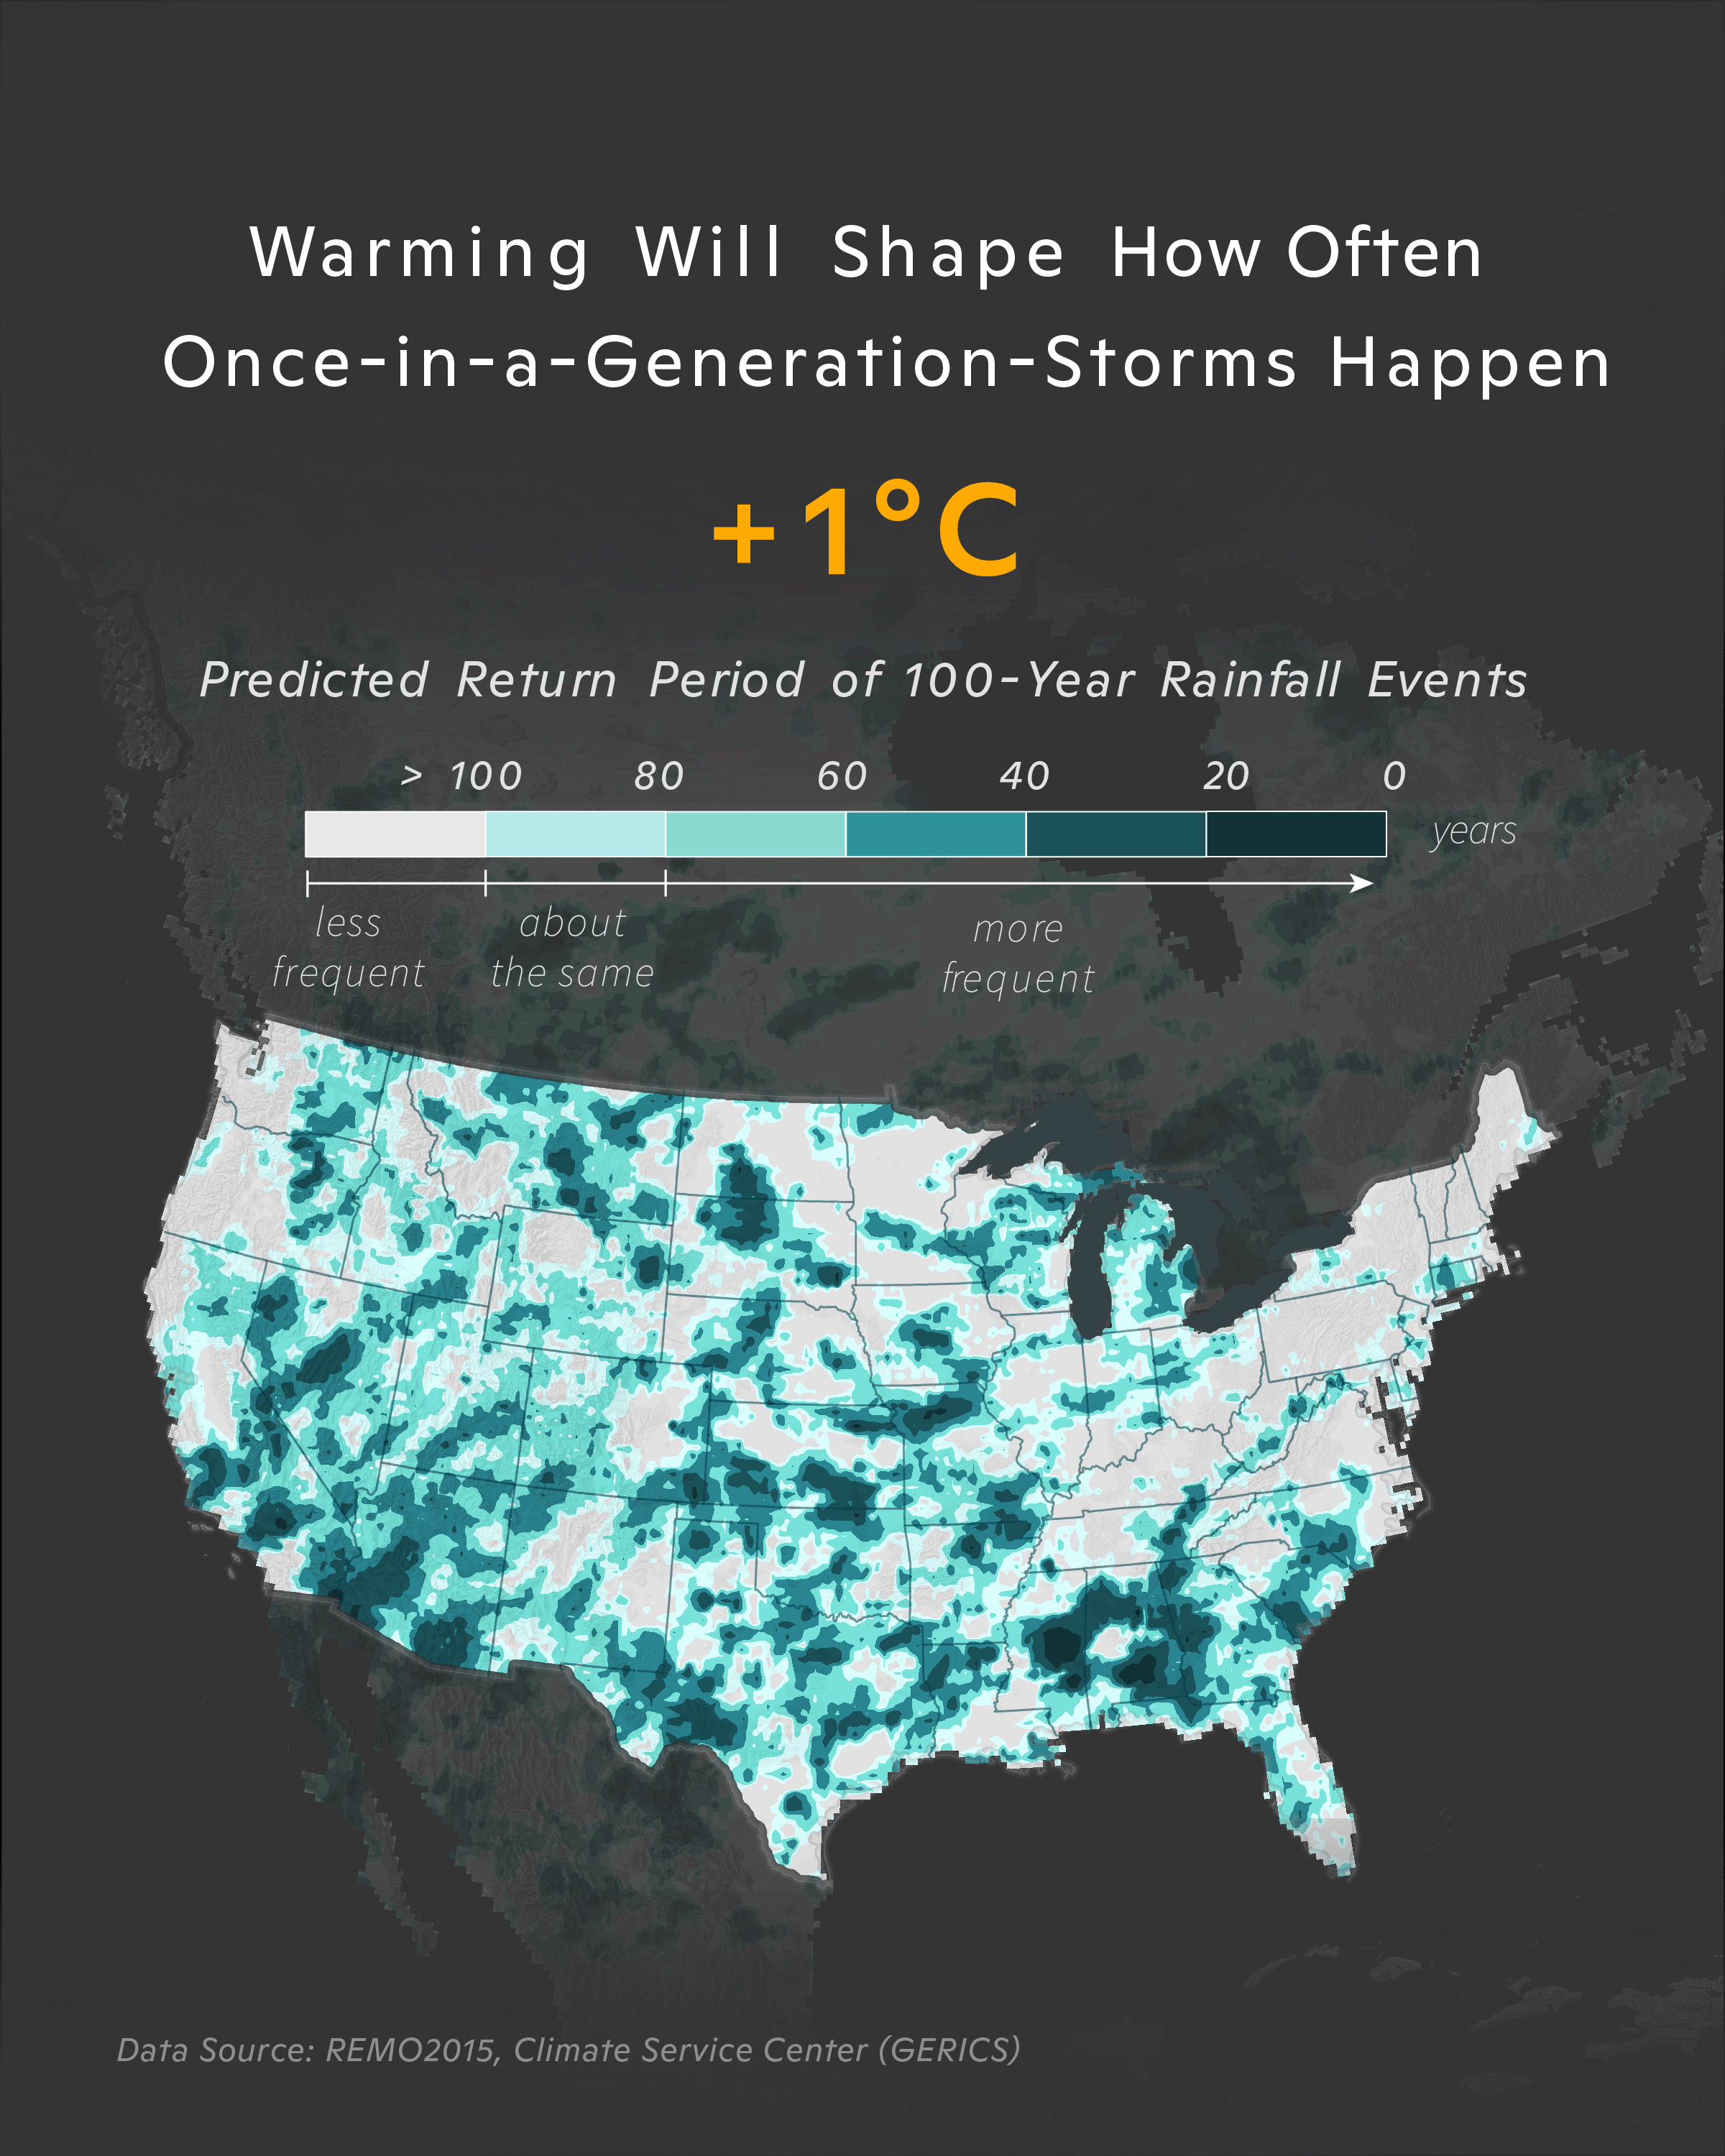 Warming Will Shape How Often
Once-in-a-Generation-Storms Happen
+1°C
Predicted Return Period of 100-Year Rainfall Events
> 100 80 60 40 20 0
years
less frequent
about the same
more frequent
Data Source: REMO2015, Climate Service Center (GERICS)